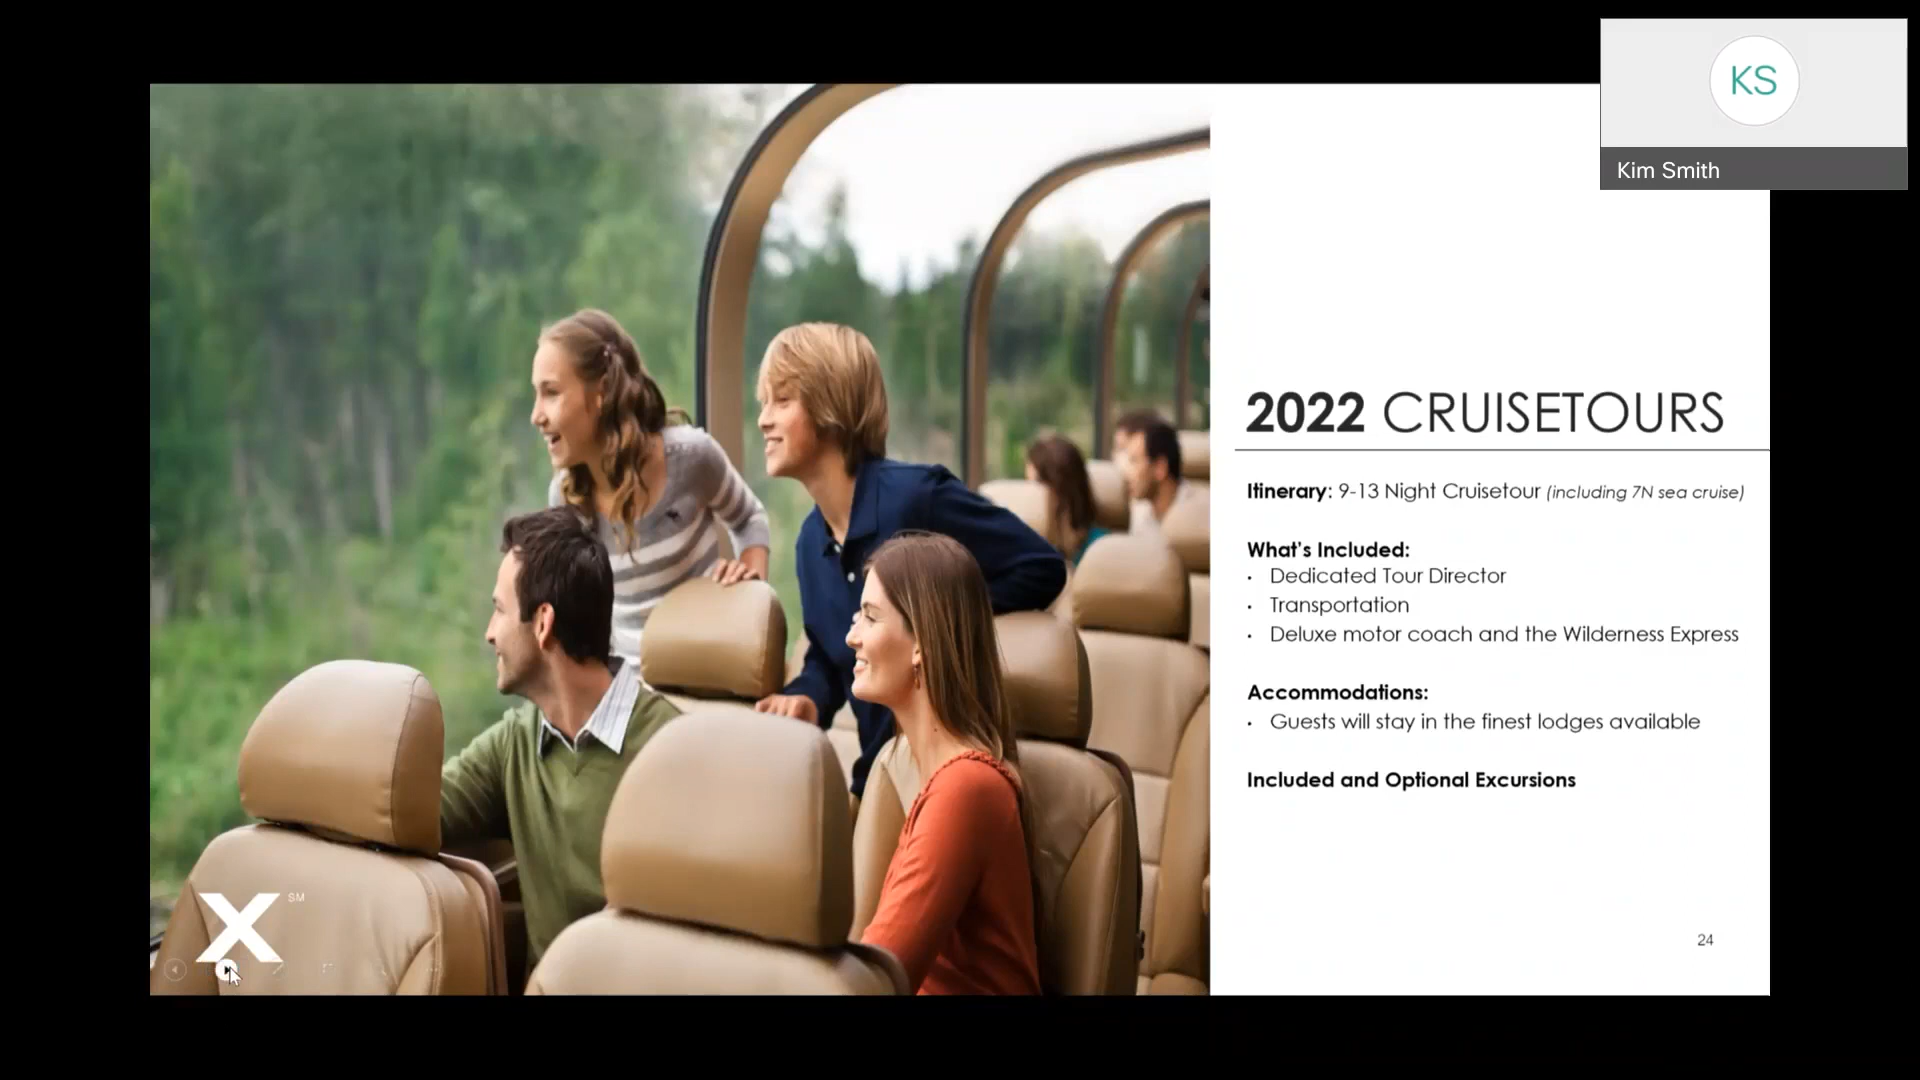 KS
Kim Smith
2022 CRUISETOURS
Itinerary: 9-13 Night Cruisetour (including 7N sea cruise)
What's Included:
• Dedicated Tour Director
• Transportation
• Deluxe motor coach and the Wilderness Express
Accommodations:
• Guests will stay in the finest lodges available
Included and Optional Excursions
X SM
24